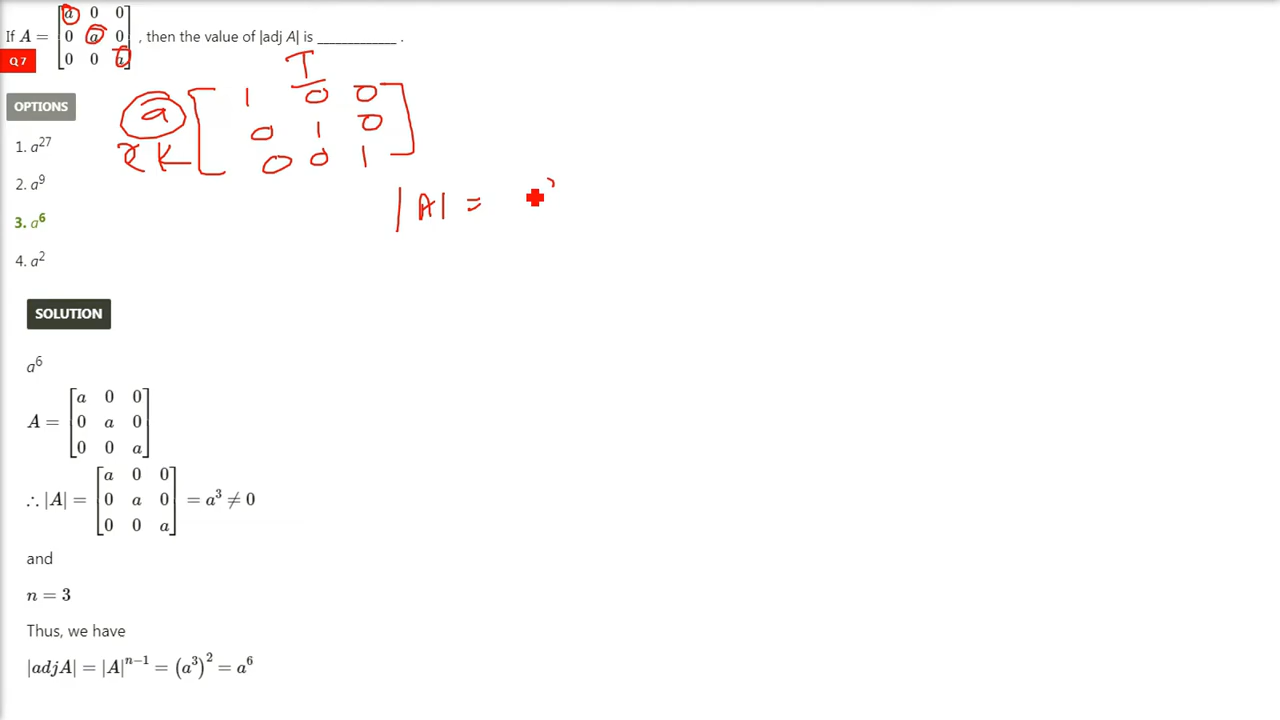 If A = [a 0 0
0 a 0
0 0 a] , then the value of |adj A| is ____________ .
Q 7
OPTIONS
1. a^27
2. a^9
3. a^6
4. a^2
a [1 0 0
0 1 0
0 0 1]
|A| =
SOLUTION
a^6
A = [a 0 0
0 a 0
0 0 a]
∴ |A| = [a 0 0
0 a 0
0 0 a] = a^3 ≠ 0
and
n = 3
Thus, we have
|adjA| = |A|^n−1 = (a^3)^2 = a^6